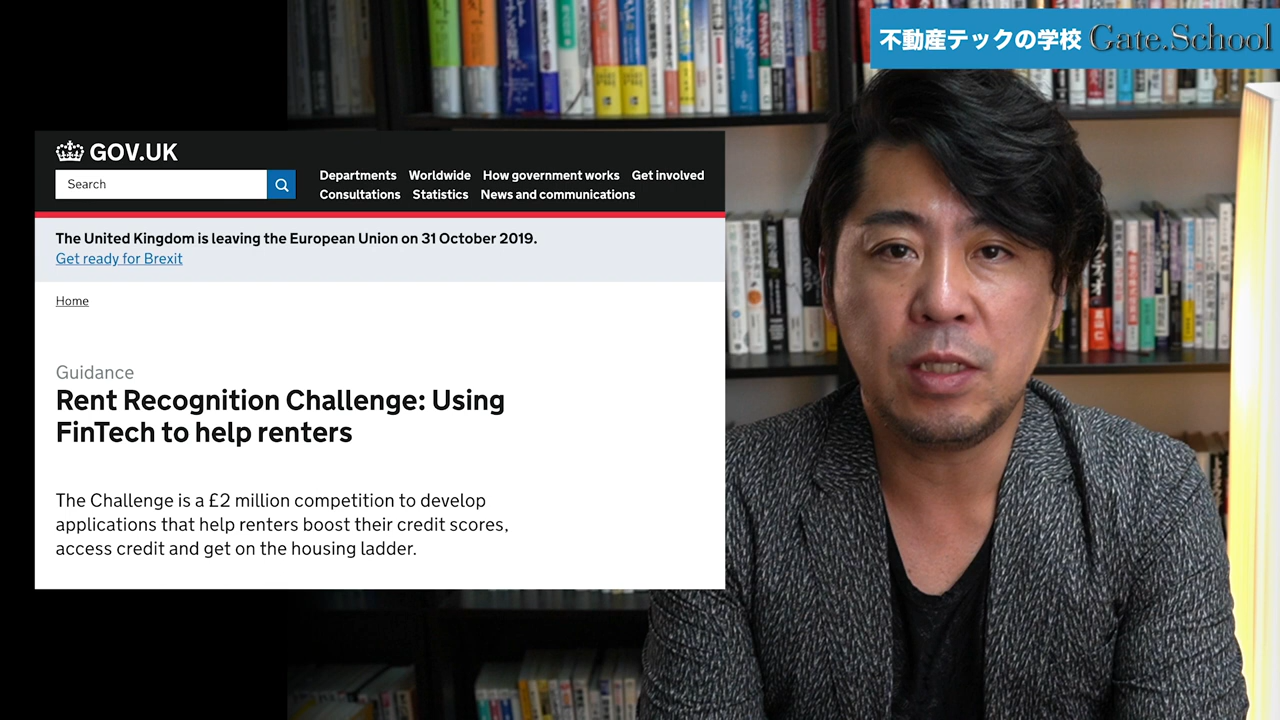 不動産テックの学校 Gate.School
GOV.UK
Search
Departments Worldwide How government works Get involved
Consultations Statistics News and communications
The United Kingdom is leaving the European Union on 31 October 2019.
Get ready for Brexit
Home
Guidance
Rent Recognition Challenge: Using
FinTech to help renters
The Challenge is a £2 million competition to develop
applications that help renters boost their credit scores,
access credit and get on the housing ladder.